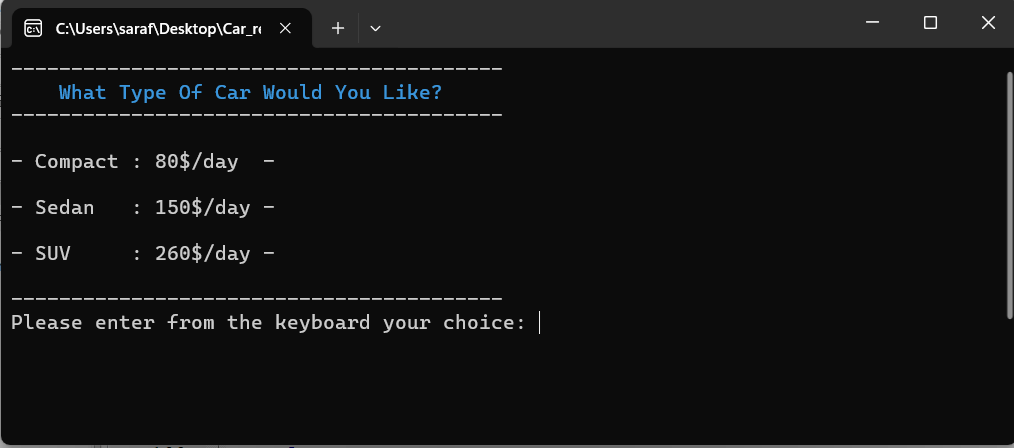 C:\Users\saraf\Desktop\Car_re
----------------------------------------
What Type Of Car Would You Like?
----------------------------------------
- Compact : 80$/day  -
- Sedan   : 150$/day -
- SUV     : 260$/day -
----------------------------------------
Please enter from the keyboard your choice: